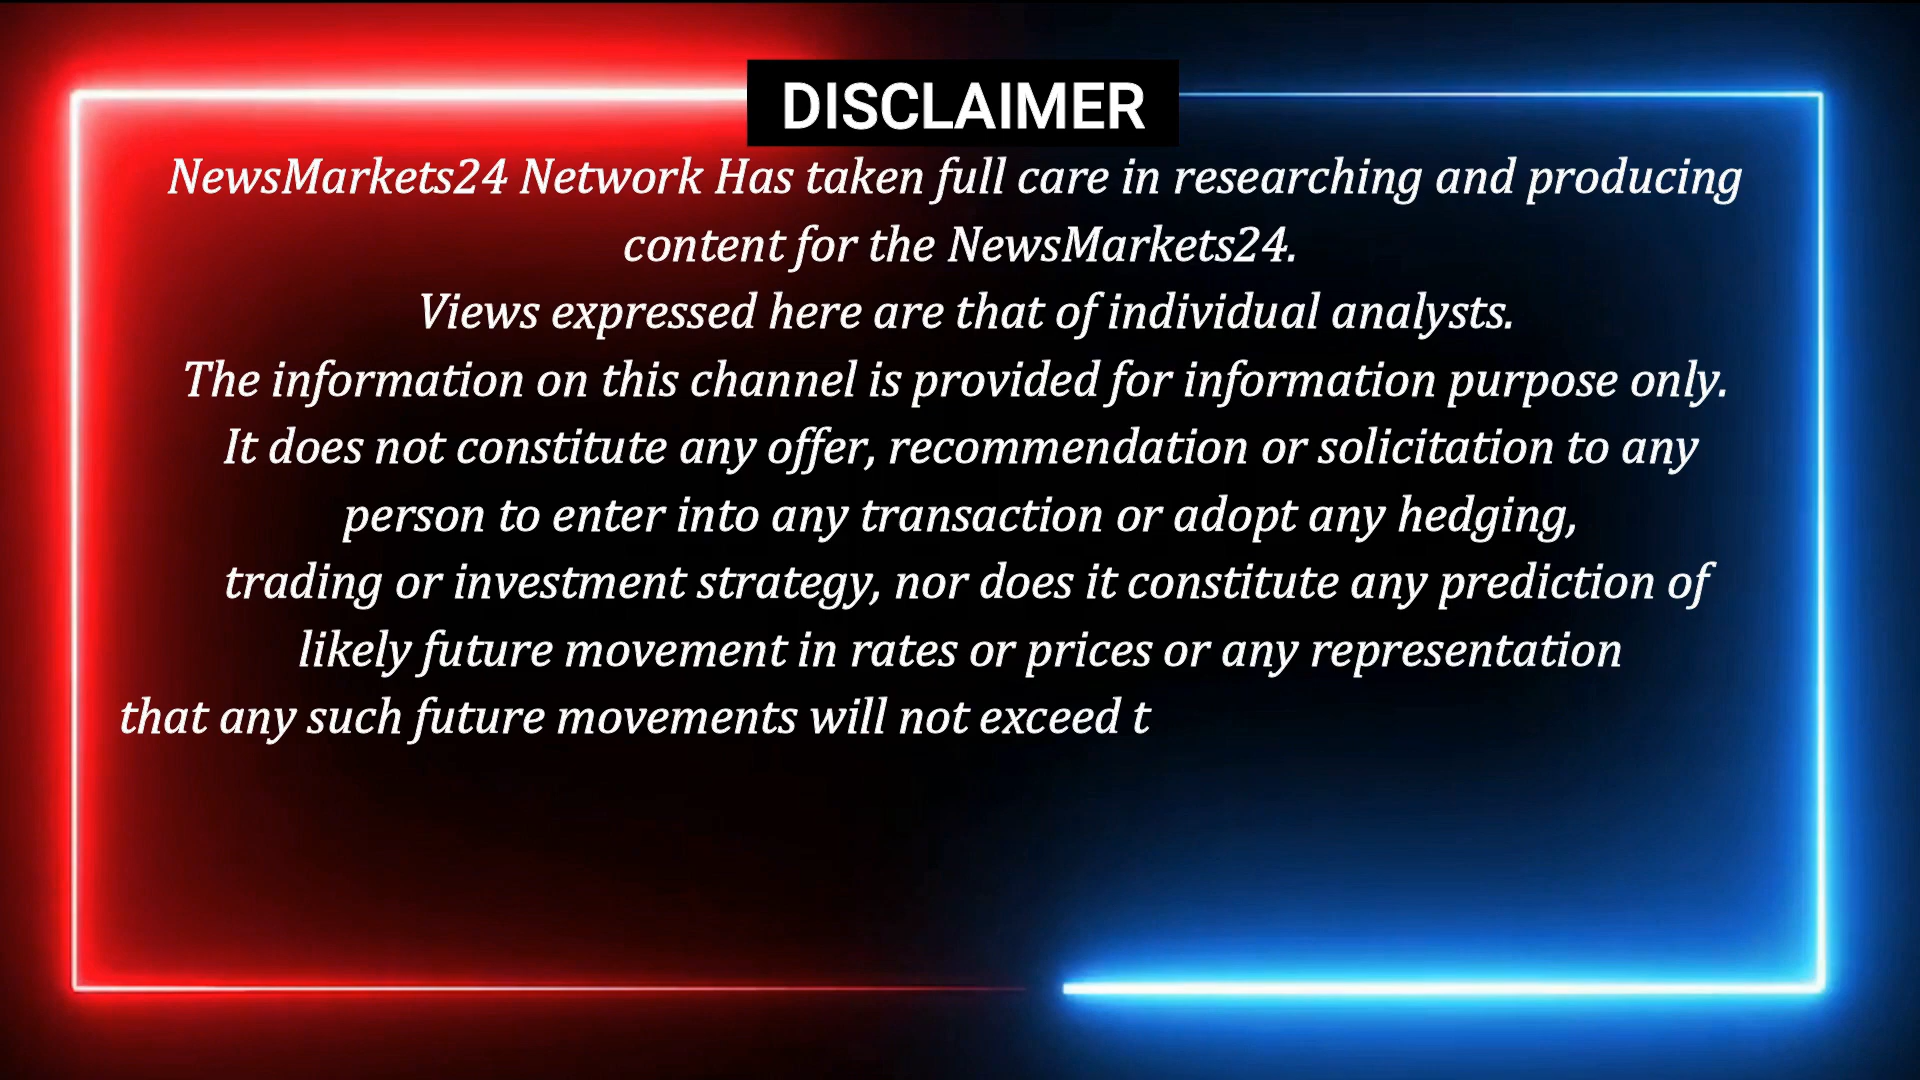 DISCLAIMER
NewsMarkets24 Network Has taken full care in researching and producing
content for the NewsMarkets24.
Views expressed here are that of individual analysts.
The information on this channel is provided for information purpose only.
It does not constitute any offer, recommendation or solicitation to any
person to enter into any transaction or adopt any hedging,
trading or investment strategy, nor does it constitute any prediction of
likely future movement in rates or prices or any representation
that any such future movements will not exceed t